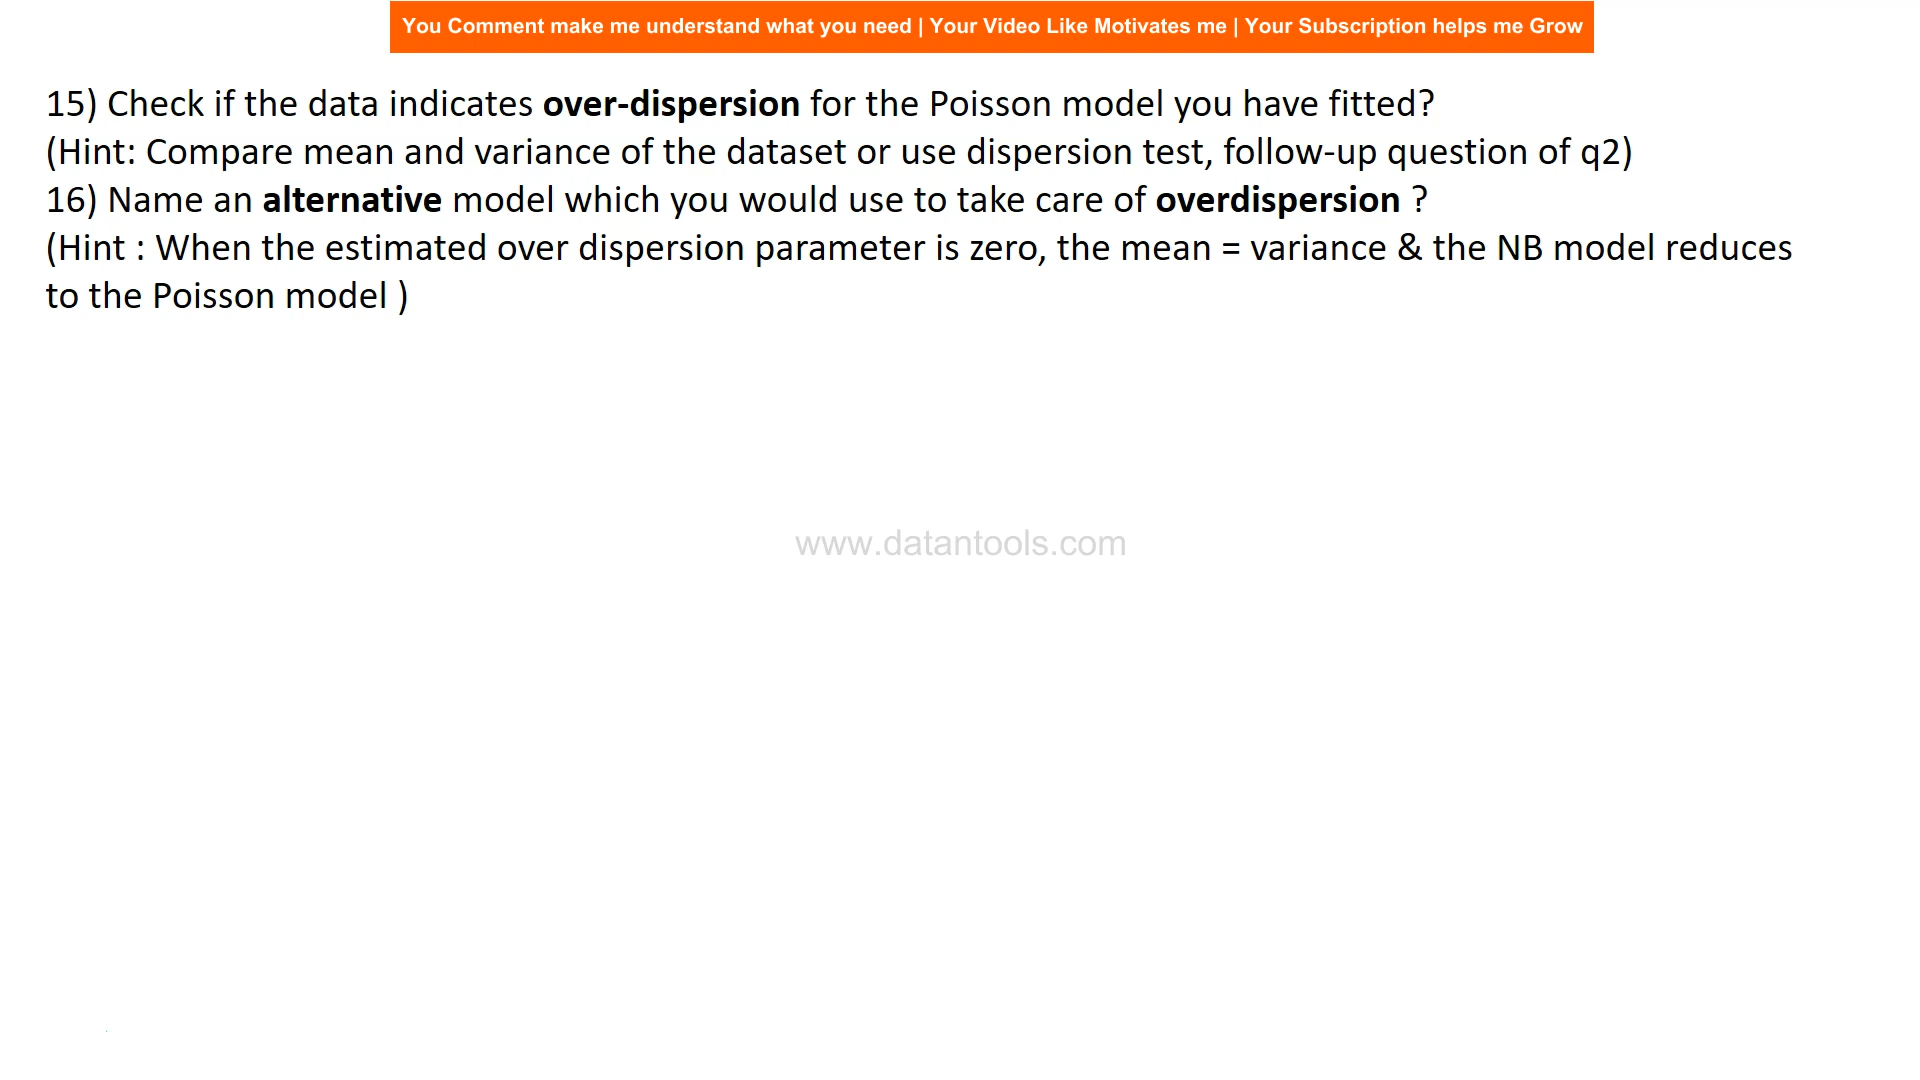 You Comment make me understand what you need | Your Video Like Motivates me | Your Subscription helps me Grow
15) Check if the data indicates over-dispersion for the Poisson model you have fitted?
(Hint: Compare mean and variance of the dataset or use dispersion test, follow-up question of q2)
16) Name an alternative model which you would use to take care of overdispersion ?
(Hint : When the estimated over dispersion parameter is zero, the mean = variance & the NB model reduces
to the Poisson model )
www.datantools.com